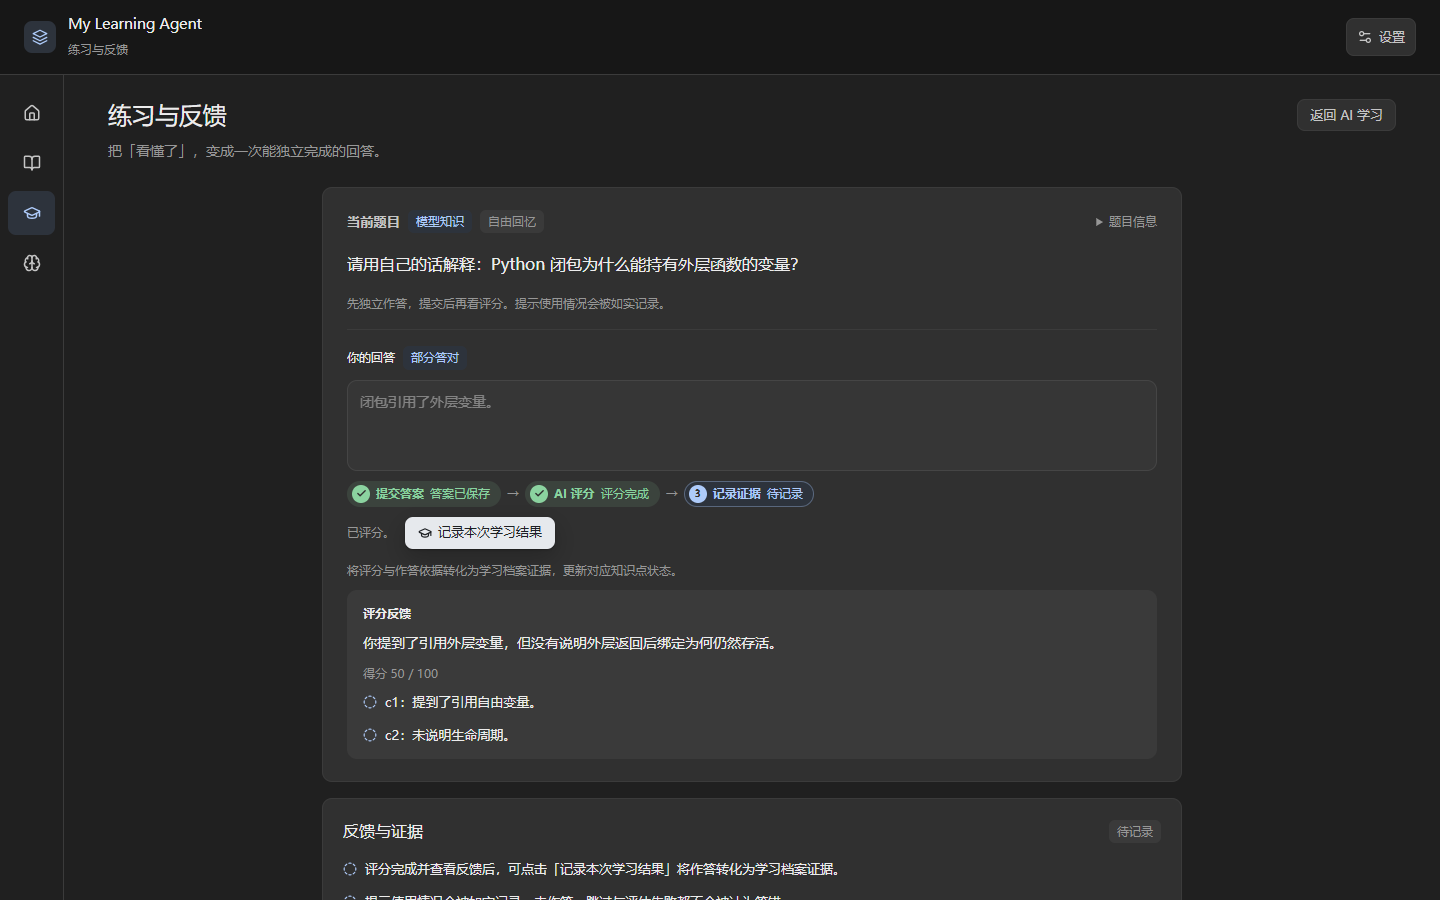 My Learning Agent
练习与反馈
设置
练习与反馈
返回 AI 学习
把「看懂了」，变成一次能独立完成的回答。
当前题目 模型知识 自由回忆
题目信息
请用自己的话解释：Python 闭包为什么能持有外层函数的变量？
先独立作答，提交后再看评分。提示使用情况会被如实记录。
你的回答 部分答对
闭包引用了外层变量。
提交答案 答案已保存 → AI 评分 评分完成 → 3 记录证据 待记录
已评分。 记录本次学习结果
将评分与作答依据转化为学习档案证据，更新对应知识点状态。
评分反馈
你提到了引用外层变量，但没有说明外层返回后绑定为何仍然存活。
得分 50 / 100
c1：提到了引用自由变量。
c2：未说明生命周期。
反馈与证据
待记录
评分完成并查看反馈后，可点击「记录本次学习结果」将作答转化为学习档案证据。